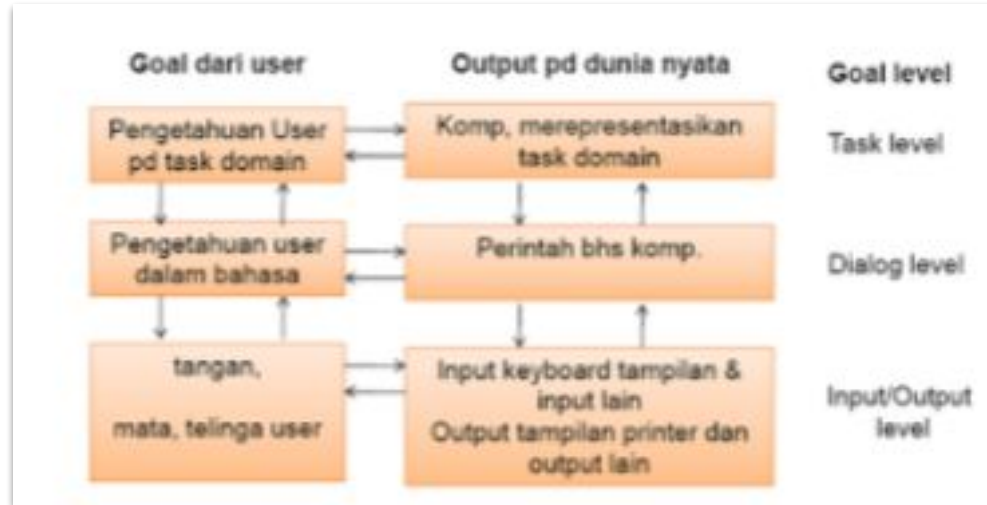 Goal dari user
Output pd dunia nyata
Goal level
Pengetahuan User
pd task domain
Komp, merepresentasikan
task domain
Task level
Pengetahuan user
dalam bahasa
Perintah bhs komp.
Dialog level
tangan,
mata, telinga user
Input keyboard tampilan &
input lain
Output tampilan printer dan
output lain
Input/Output
level